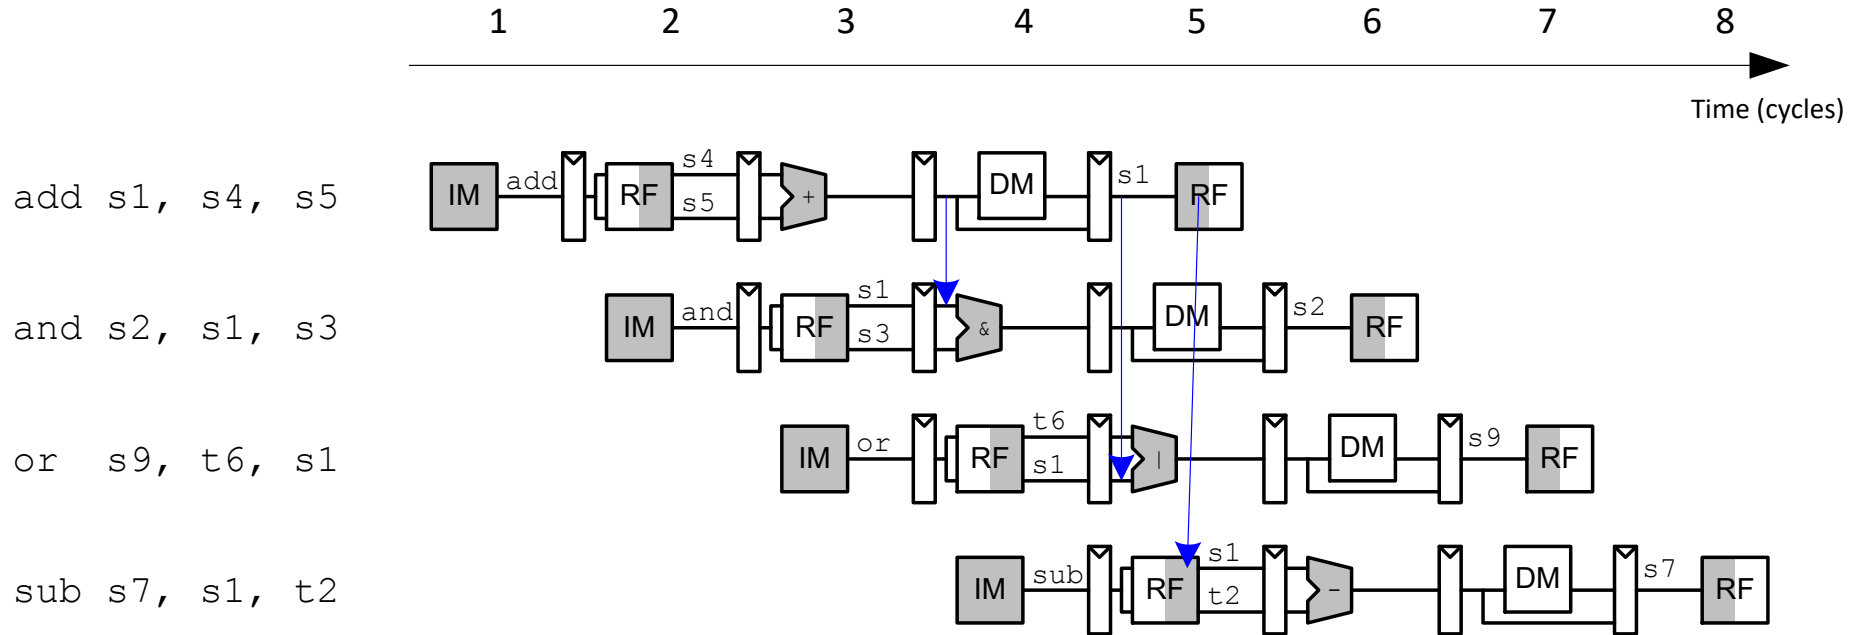 1 2 3 4 5 6 7 8
Time (cycles)
add s1, s4, s5 IM add RF s4 s5 + DM s1 RF
and s2, s1, s3 IM and RF s1 s3 & DM s2 RF
or s9, t6, s1 IM or RF t6 s1 | DM s9 RF
sub s7, s1, t2 IM sub RF s1 t2 - DM s7 RF